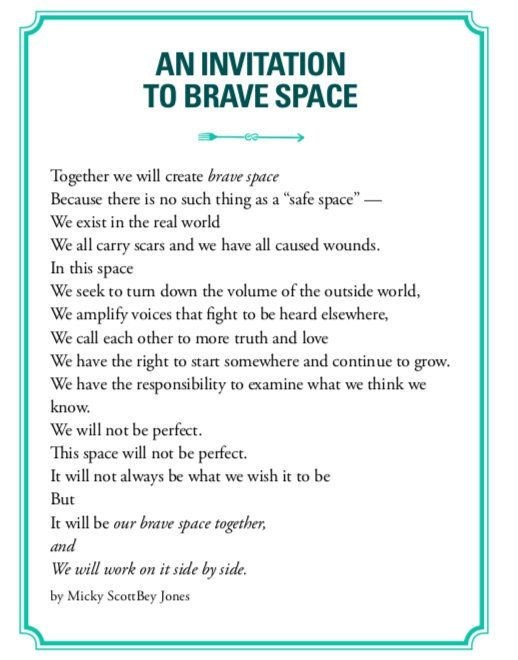 AN INVITATION
TO BRAVE SPACE
Together we will create brave space
Because there is no such thing as a “safe space” —
We exist in the real world
We all carry scars and we have all caused wounds.
In this space
We seek to turn down the volume of the outside world,
We amplify voices that fight to be heard elsewhere,
We call each other to more truth and love
We have the right to start somewhere and continue to grow.
We have the responsibility to examine what we think we
know.
We will not be perfect.
This space will not be perfect.
It will not always be what we wish it to be
But
It will be our brave space together,
and
We will work on it side by side.
by Micky ScottBey Jones